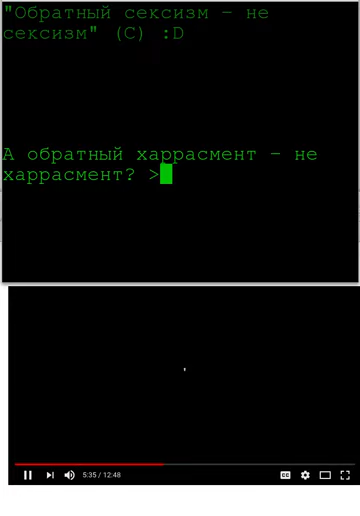 "Обратный сексизм - не
сексизм" (C) :D
А обратный харрасмент - не
харрасмент? >
5:35 / 12:48